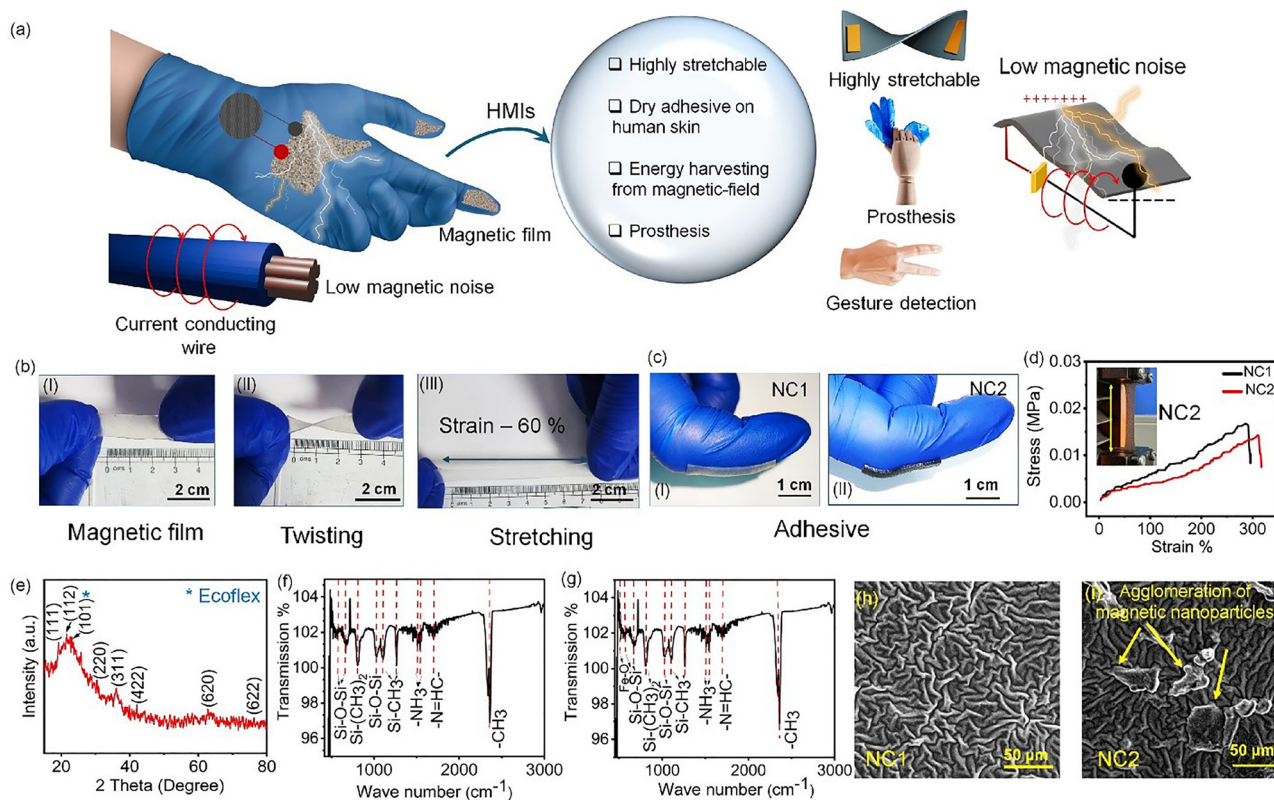 (a)
HMIs
Magnetic film
Low magnetic noise
Current conducting
wire
❑ Highly stretchable
❑ Dry adhesive on
human skin
❑ Energy harvesting
from magnetic-field
❑ Prosthesis
Highly stretchable
Prosthesis
Gesture detection
Low magnetic noise
+++++++
(b)
(I)
0 cms 1 2 3 4
2 cm
Magnetic film
(II)
2 cm
Twisting
(III)
Strain – 60 %
2 cm
Stretching
(c)
NC1
(I)
1 cm
NC2
(II)
1 cm
Adhesive
(d)
Stress (MPa)
0.03
0.02
0.01
0.00
NC1
NC2
NC2
0 100 200 300
Strain %
(e)
* Ecoflex
Intensity (a.u.)
(111)
(112)
(101)*
(220)
(311)
(422)
(620)
(622)
20 40 60 80
2 Theta (Degree)
(f)
Transmission %
104
102
100
98
96
Si-O-Si
Si-(CH3)2
Si-O-Si
Si-CH3
-NH3+
-N=HC-
-CH3
1000 2000 3000
Wave number (cm-1)
(g)
Transmission %
104
102
100
98
96
Fe-O
Si-O-Si
Si-(CH3)2
Si-O-Si
Si-CH3
-NH3+
-N=HC-
-CH3
1000 2000 3000
Wave number (cm-1)
(h)
NC1
50 µm
(i)
Agglomeration of
magnetic nanoparticles
NC2
50 µm